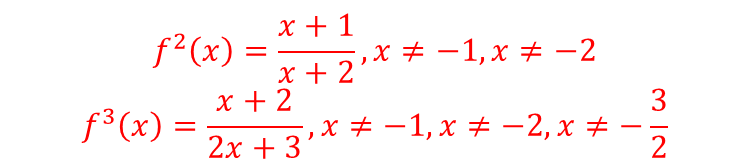 f²(x) = (x + 1)/(x + 2), x ≠ −1, x ≠ −2
f³(x) = (x + 2)/(2x + 3), x ≠ −1, x ≠ −2, x ≠ −3/2